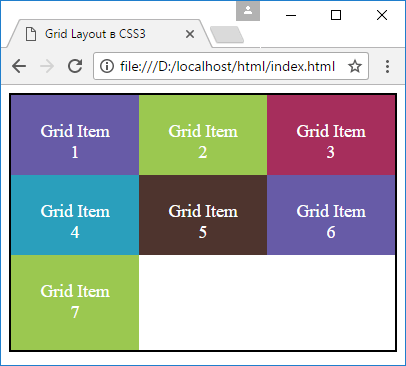 Grid Layout в CSS3
file:///D:/localhost/html/index.html
Grid Item
1
Grid Item
2
Grid Item
3
Grid Item
4
Grid Item
5
Grid Item
6
Grid Item
7